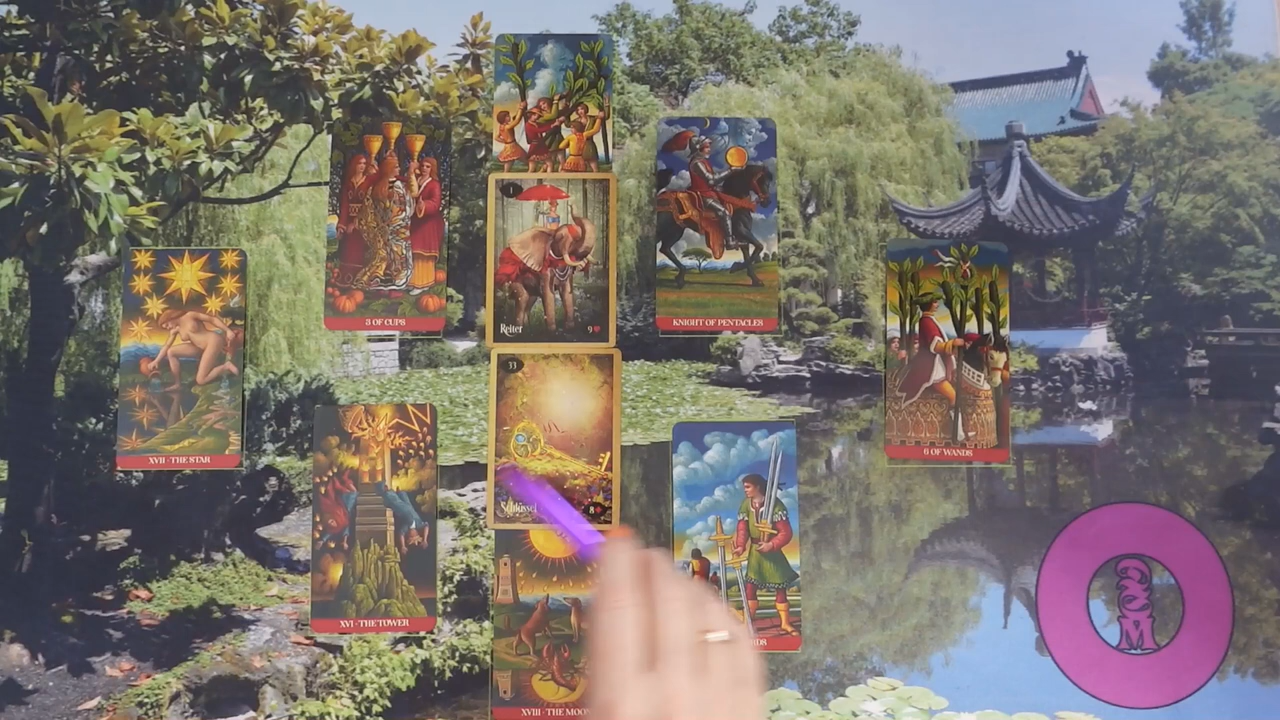 3 OF CUPS
1
Reiter
9
KNIGHT OF PENTACLES
XVII · THE STAR
6 OF WANDS
33
Schlüssel
8
XVI · THE TOWER
XVIII · THE MOON